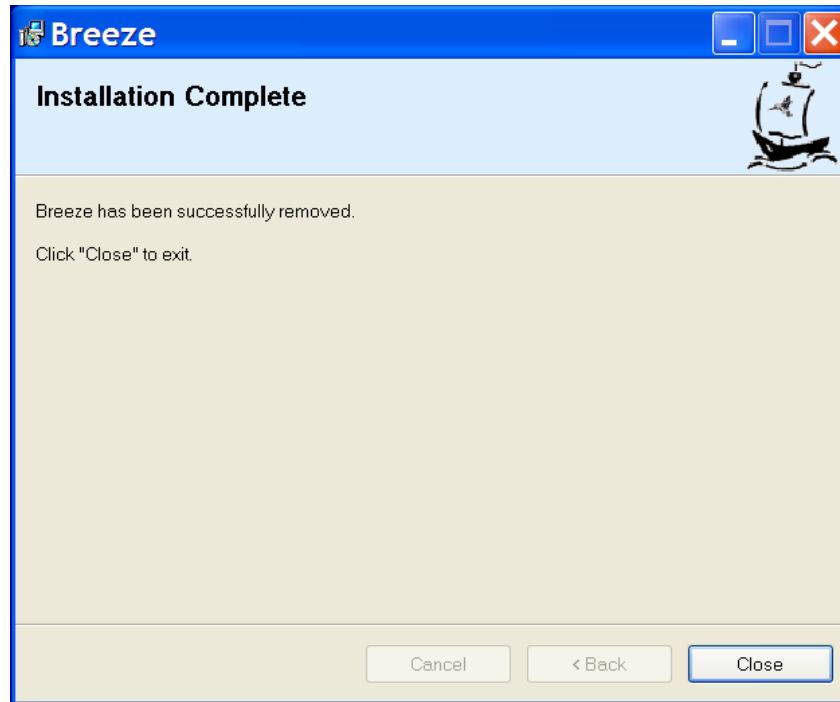 Breeze
Installation Complete
Breeze has been successfully removed.
Click "Close" to exit.
Cancel
< Back
Close